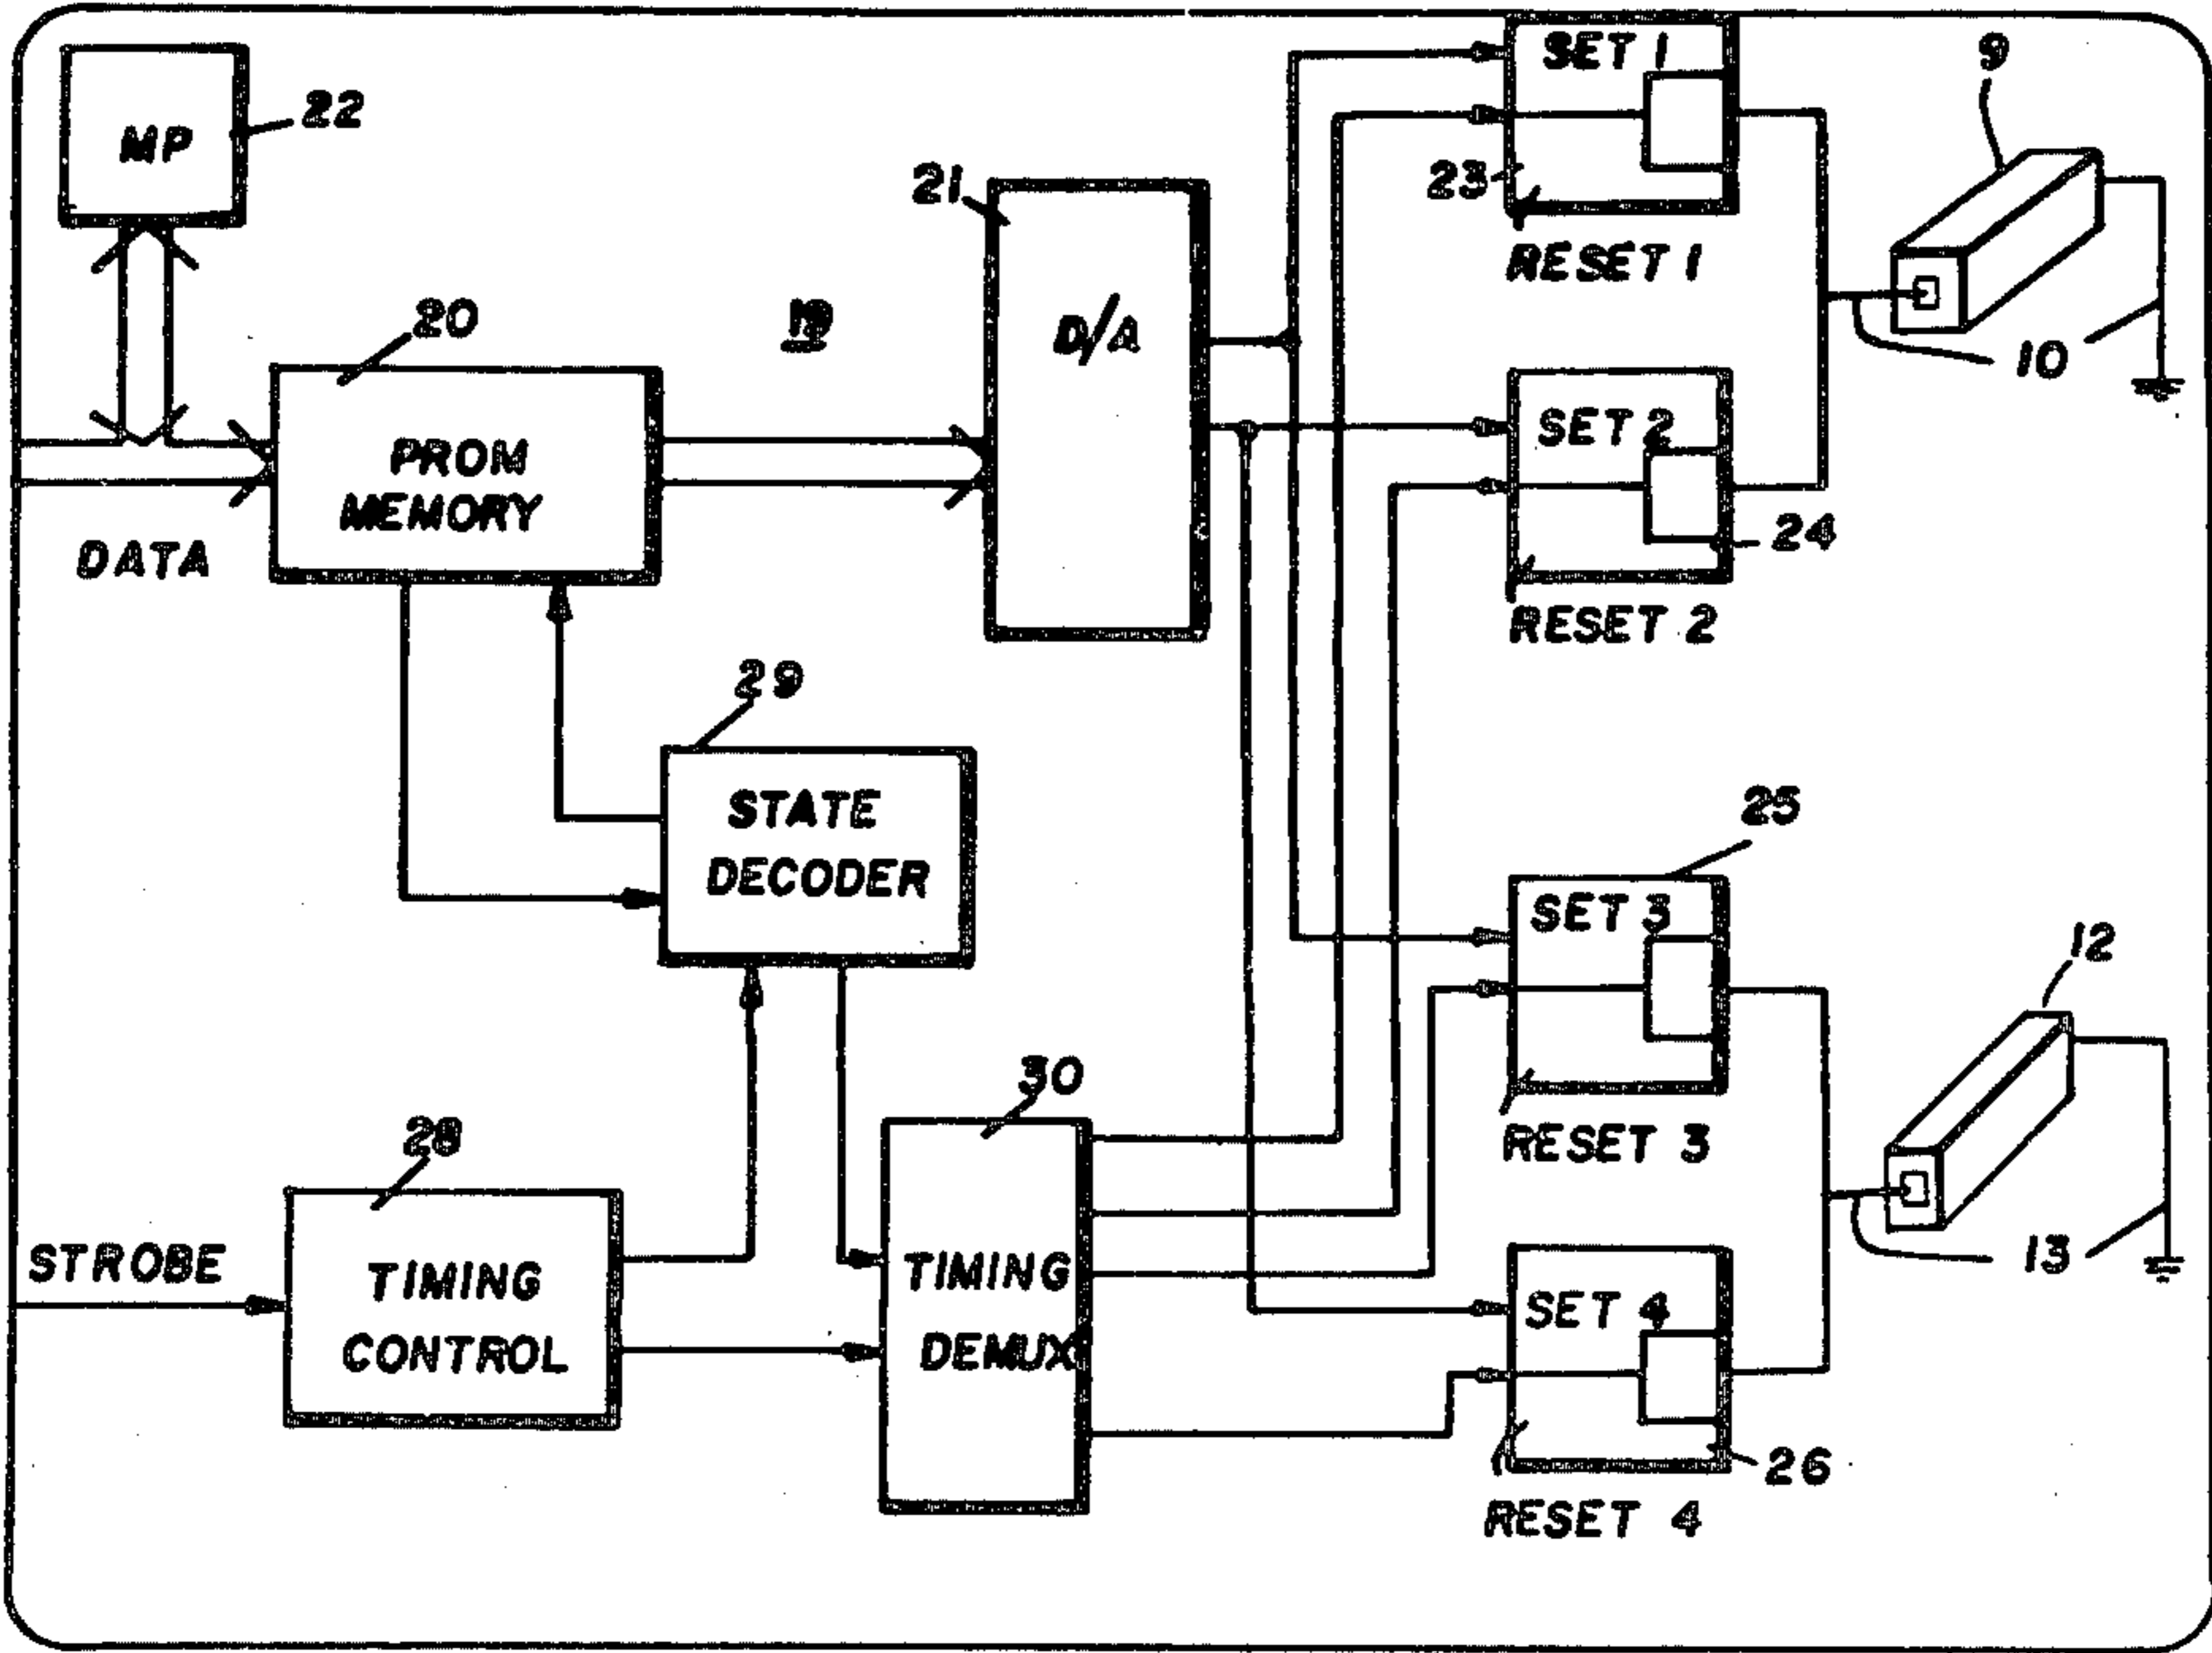 SET 1
9
22
MP
21
23
RESET 1
20
19
D/A
10
SET 2
PROM
MEMORY
24
DATA
RESET 2
29
STATE
DECODER
25
SET 3
12
30
28
RESET 3
STROBE
TIMING
CONTROL
TIMING
DEMUX
13
SET 4
26
RESET 4